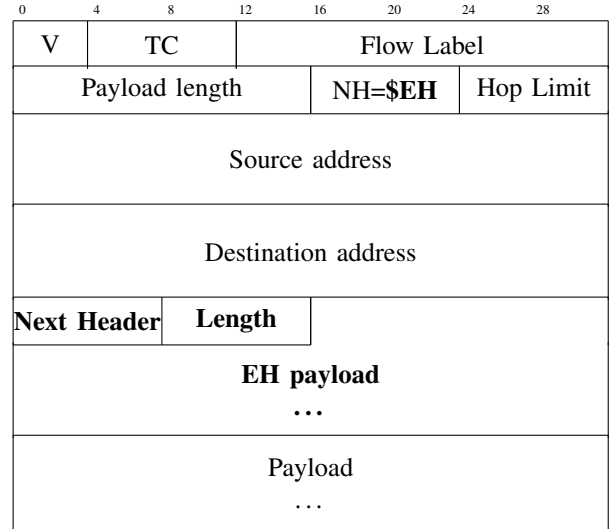 0 4 8 12 16 20 24 28
V TC Flow Label
Payload length NH=$EH Hop Limit
Source address
Destination address
Next Header Length
EH payload
...
Payload
...